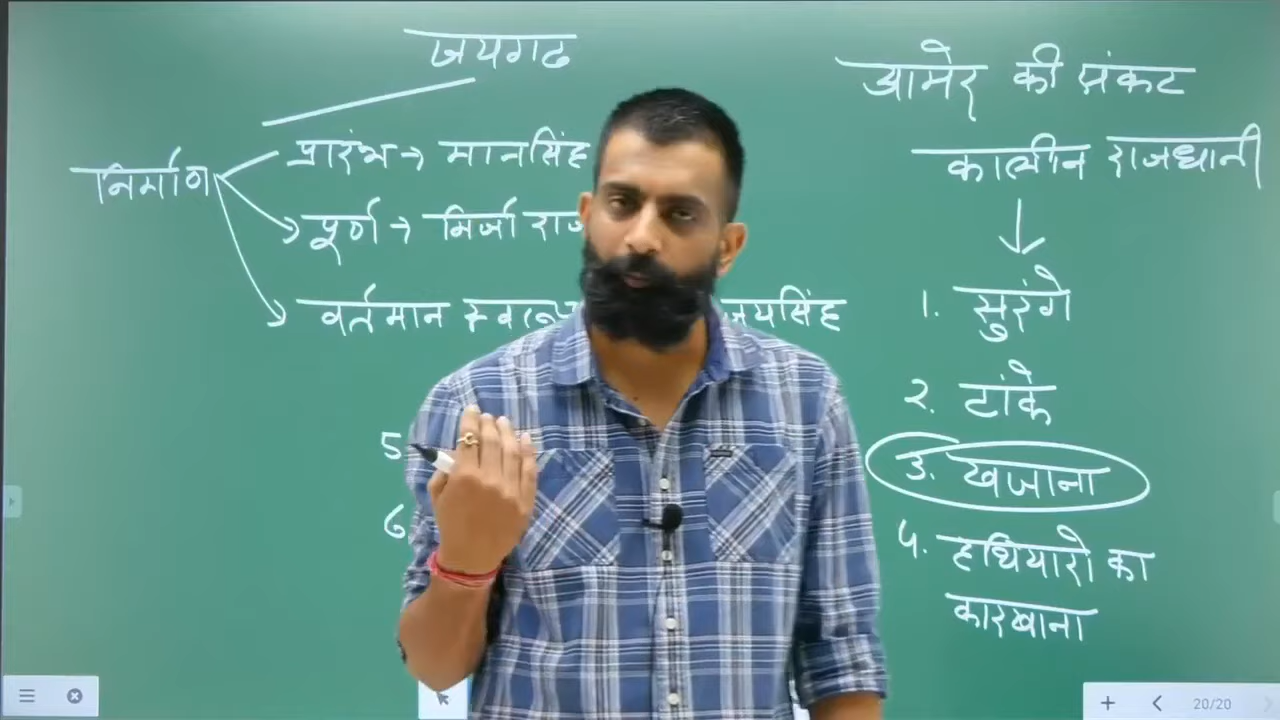 जयगढ
निर्माण
प्रारंभ → मानसिंह
पूर्ण → मिर्जा
वर्तमान जयसिंह
5
6
आमेर की संकट
कालीन राजधानी
1. सुरंगे
2. टांके
3. खजाना
4. हथियारो का
कारखाना
20/20